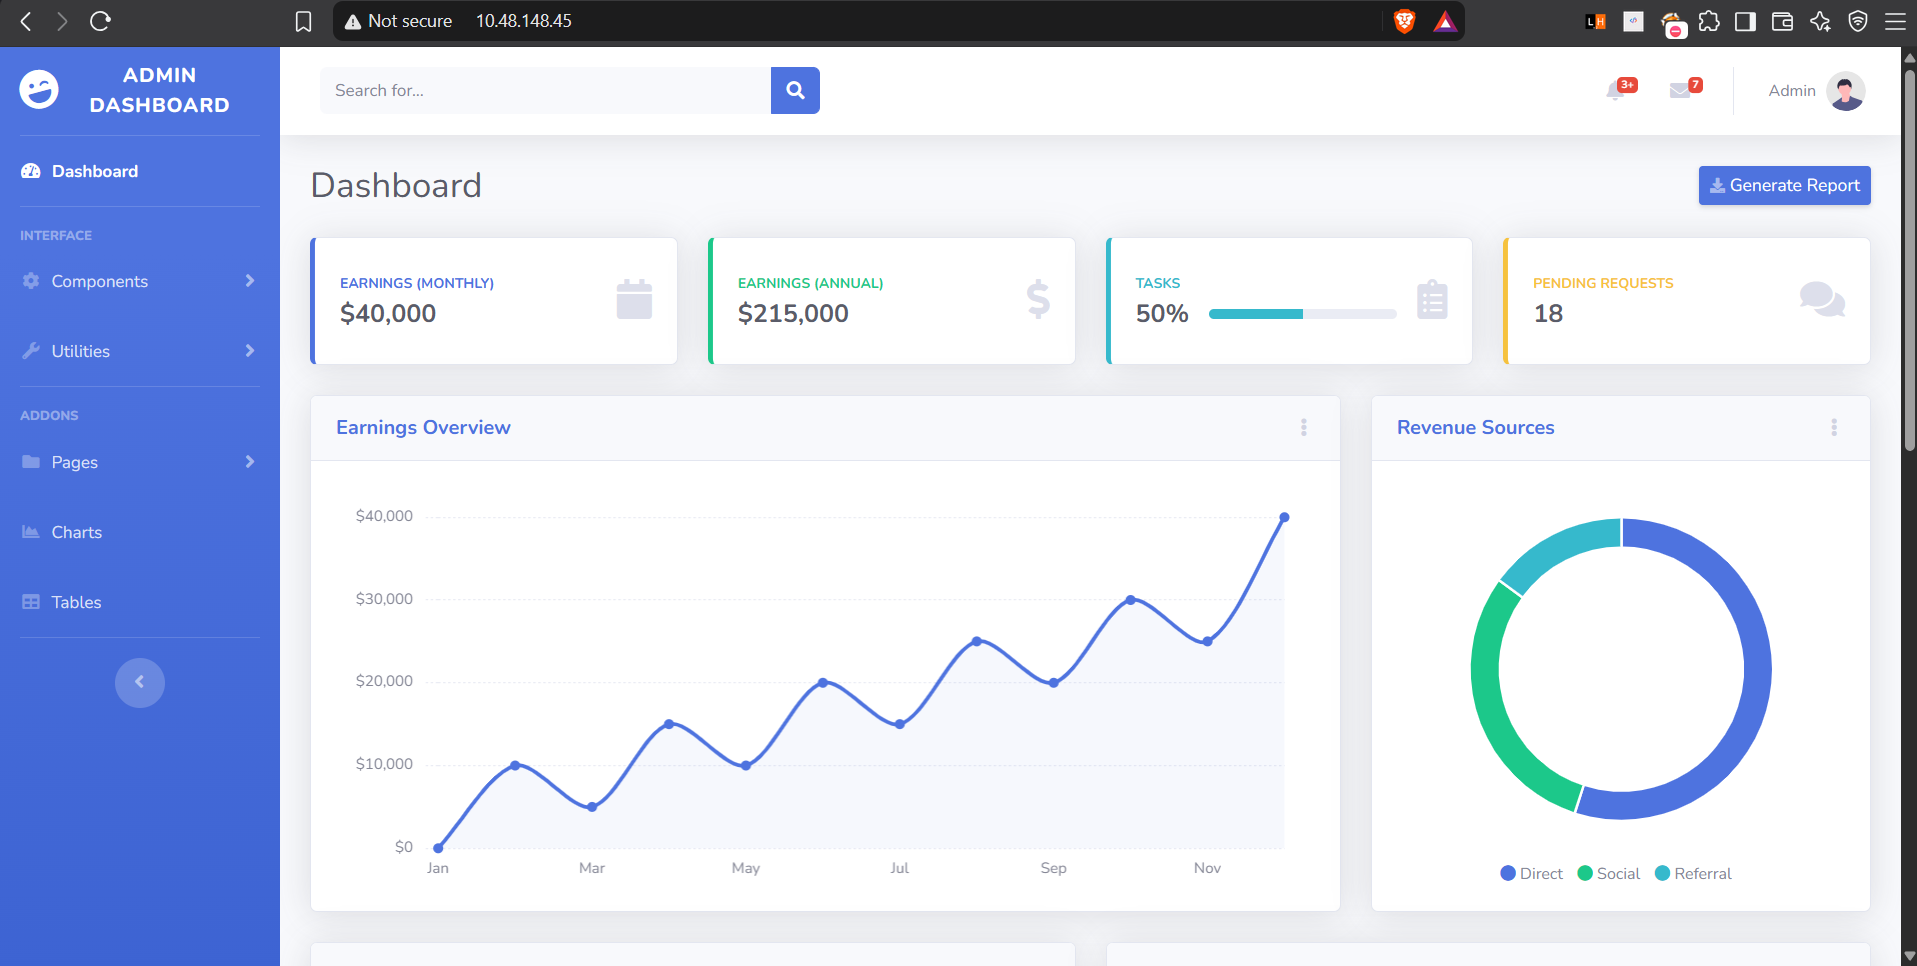 Not secure 10.48.148.45
LH
ADMIN
DASHBOARD
Search for...
3+
7
Admin
Dashboard
Dashboard
Generate Report
INTERFACE
Components
Utilities
ADDONS
Pages
Charts
Tables
EARNINGS (MONTHLY)
$40,000
EARNINGS (ANNUAL)
$215,000
TASKS
50%
PENDING REQUESTS
18
Earnings Overview
$40,000
$30,000
$20,000
$10,000
$0
Jan Mar May Jul Sep Nov
Revenue Sources
Direct Social Referral